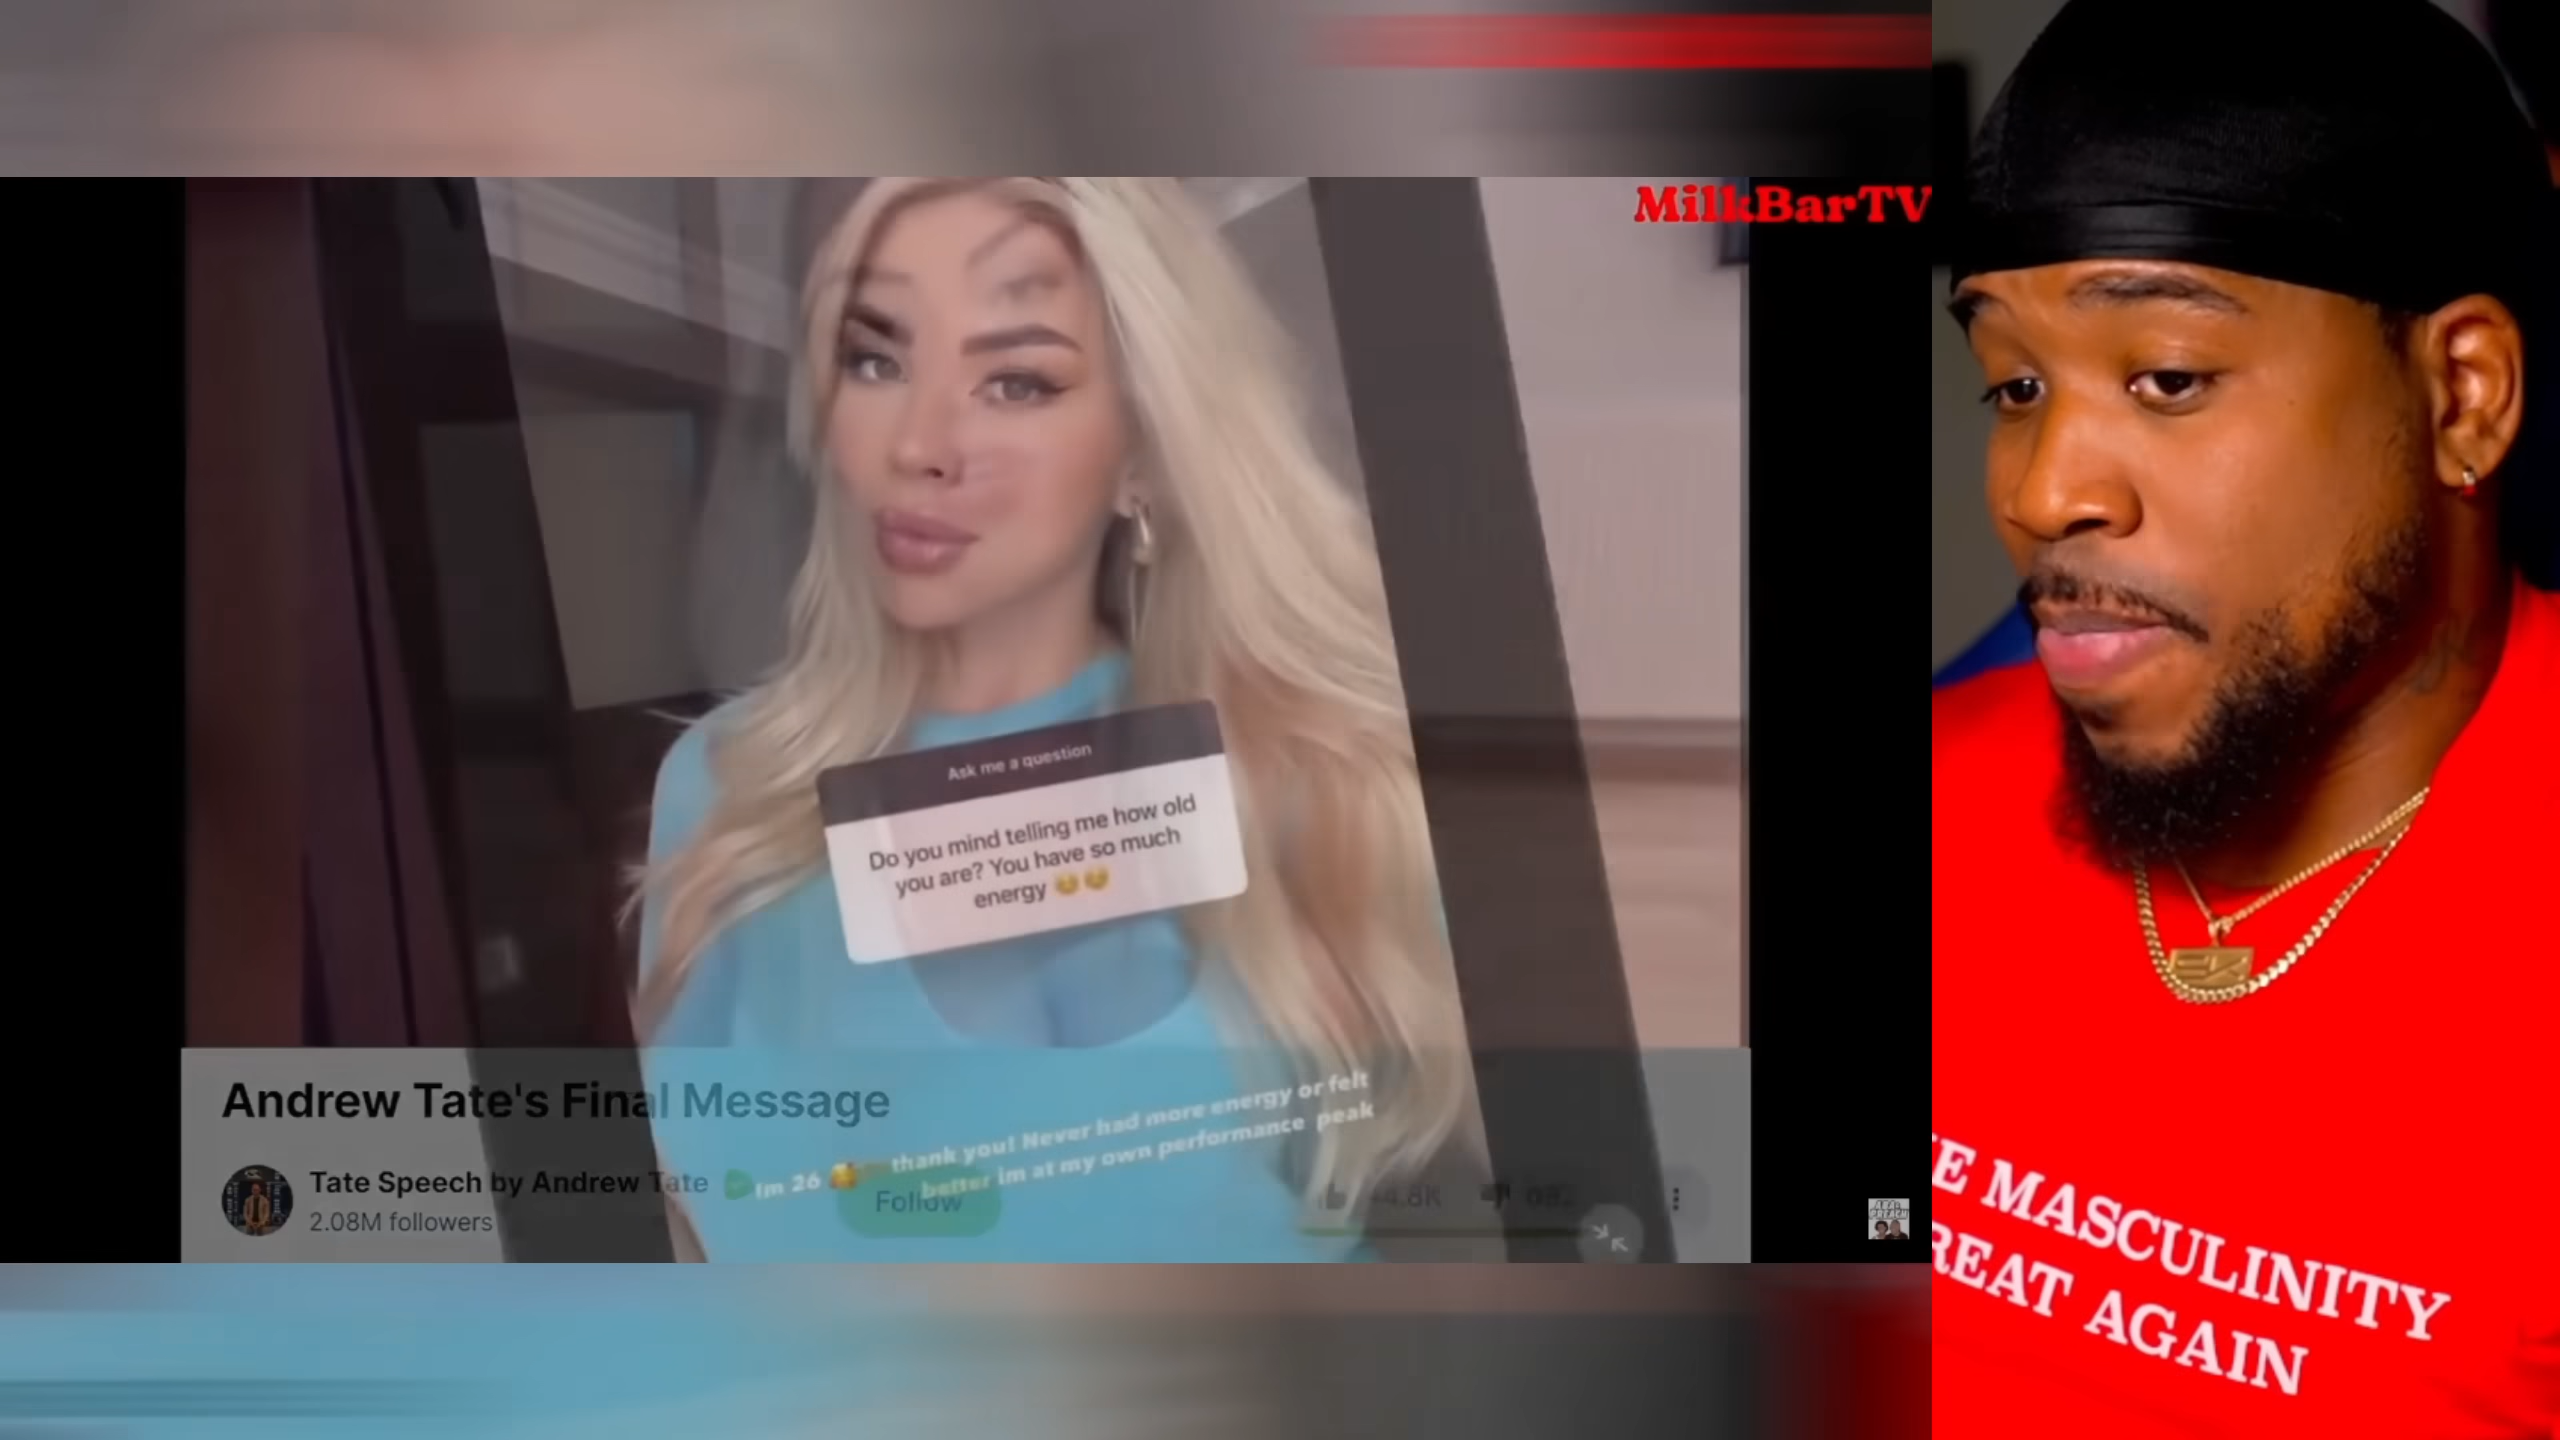 MilkBarTV
Ask me a question
Do you mind telling me how old
you are? You have so much
energy
Andrew Tate's Final Message
thank you! Never had more energy or felt
Im 26
better im at my own performance peak
Tate Speech by Andrew Tate
2.08M followers
Follow
4.8K
E MASCULINITY
REAT AGAIN